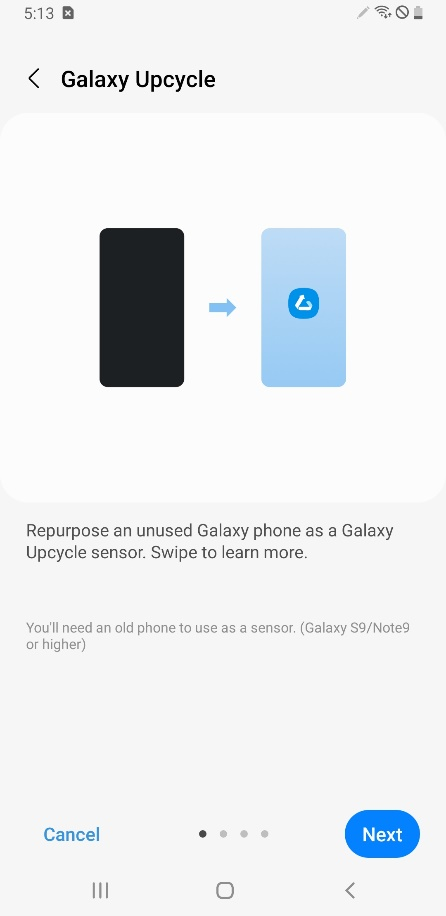 5:13
Galaxy Upcycle
Repurpose an unused Galaxy phone as a Galaxy
Upcycle sensor. Swipe to learn more.
You'll need an old phone to use as a sensor. (Galaxy S9/Note9
or higher)
Cancel
Next